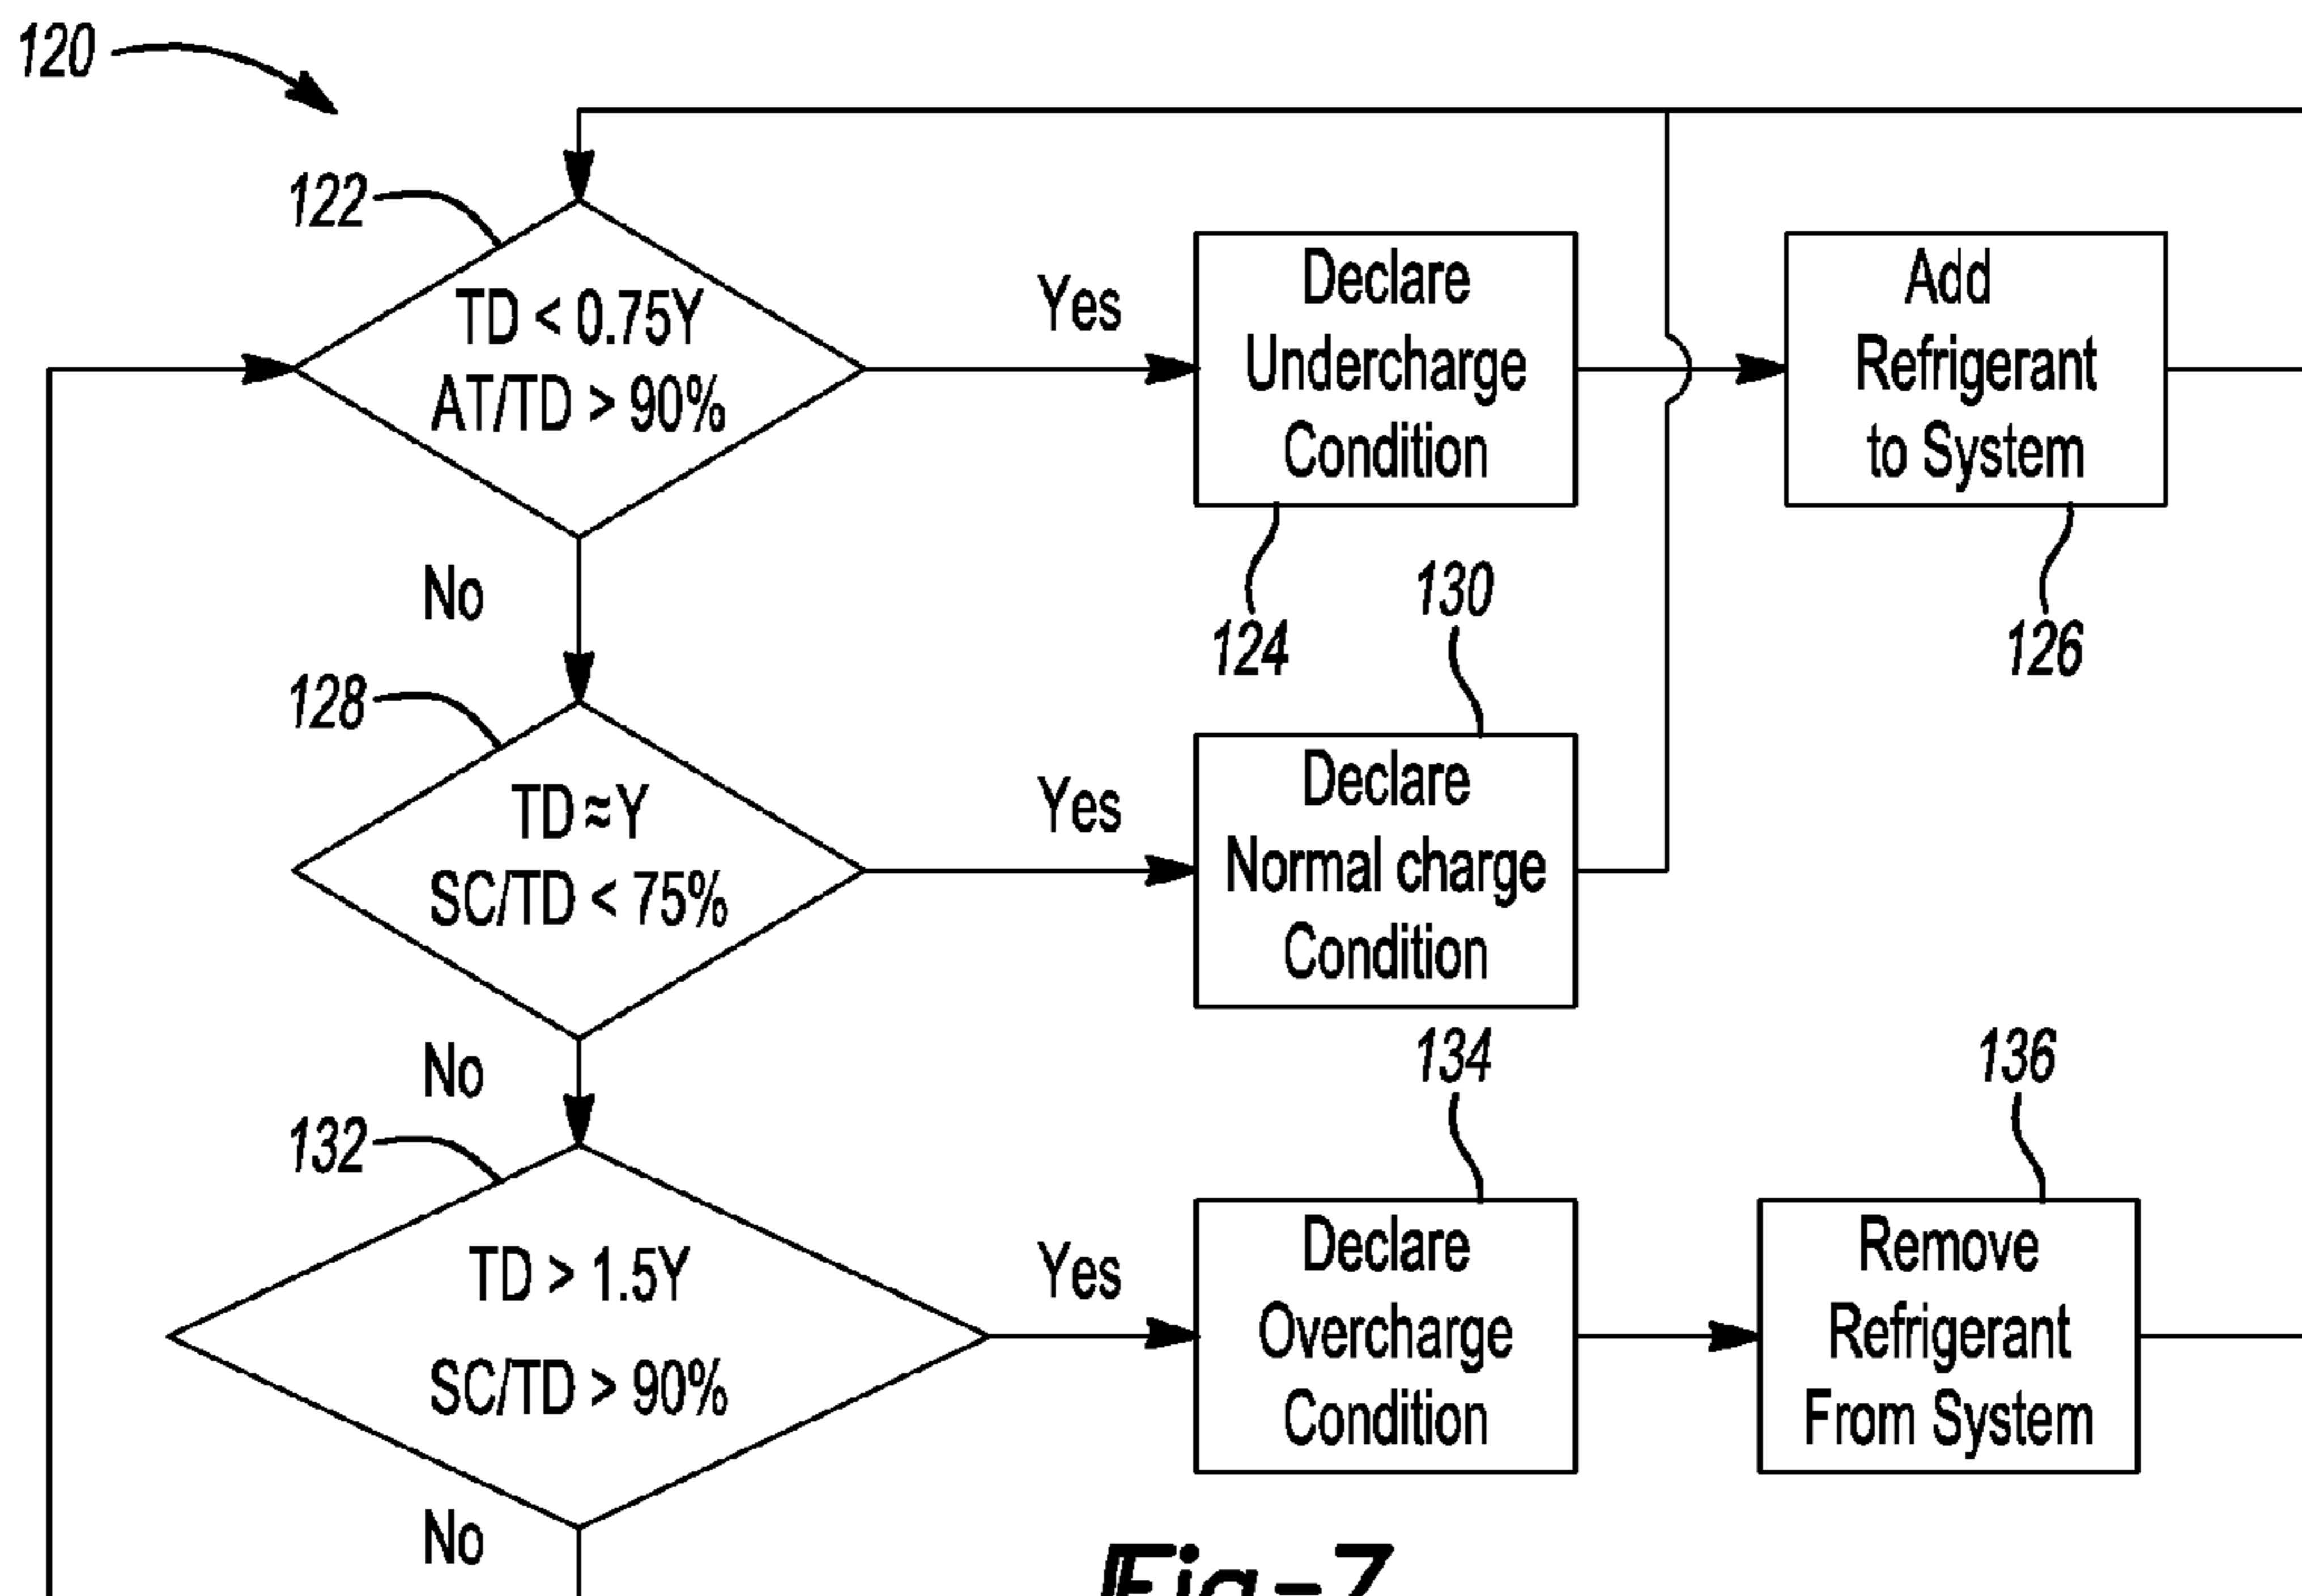 120
122
TD < 0.75Y
AT/TD > 90%
Yes
Declare
Undercharge
Condition
Add
Refrigerant
to System
No
124
130
126
128
TD ≈ Y
SC/TD < 75%
Yes
Declare
Normal charge
Condition
No
134
136
132
TD > 1.5Y
SC/TD > 90%
Yes
Declare
Overcharge
Condition
Remove
Refrigerant
From System
No
Fig-7